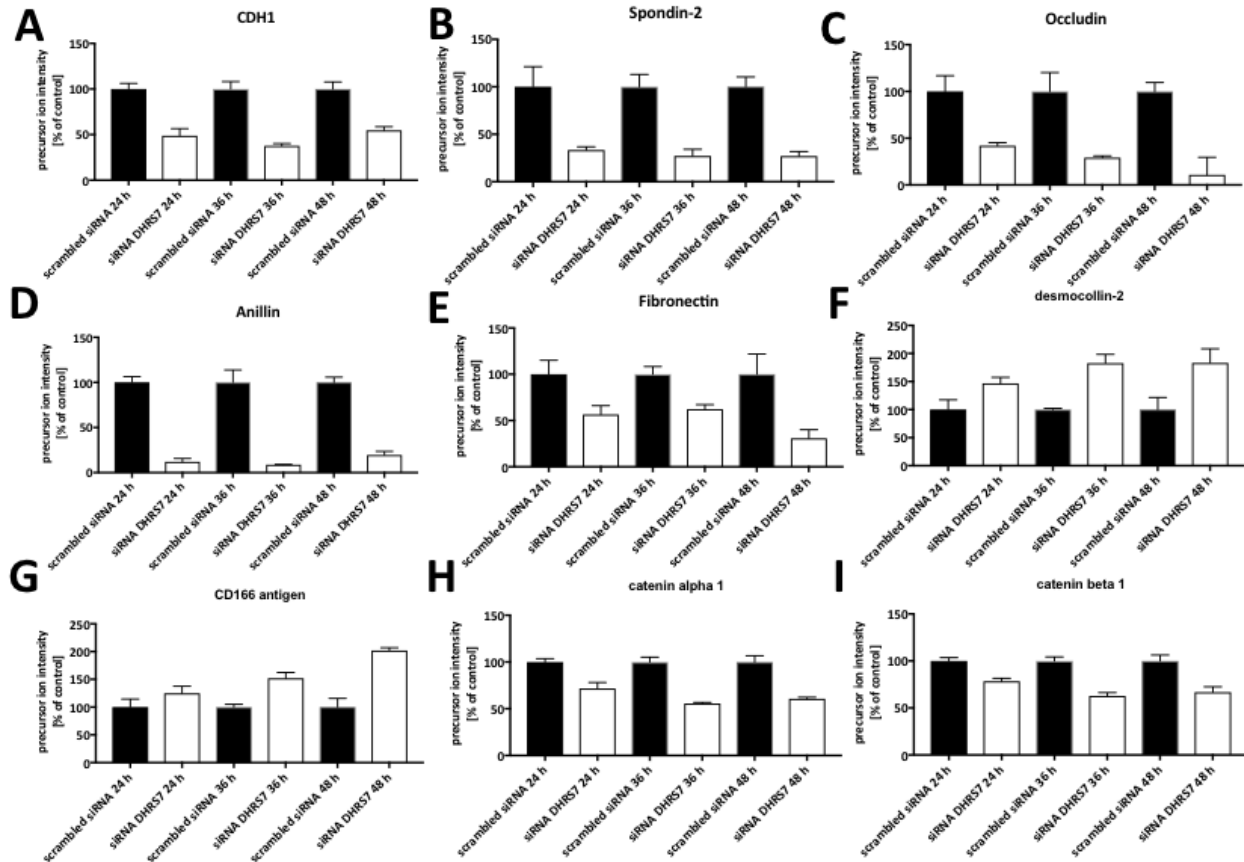 A
CDH1
precursor ion intensity
[% of control]
150
100
50
0
scrambled siRNA 24 h
siRNA DHRS7 24 h
scrambled siRNA 36 h
siRNA DHRS7 36 h
scrambled siRNA 48 h
siRNA DHRS7 48 h
B
Spondin-2
precursor ion intensity
[% of control]
150
100
50
0
scrambled siRNA 24 h
siRNA DHRS7 24 h
scrambled siRNA 36 h
siRNA DHRS7 36 h
scrambled siRNA 48 h
siRNA DHRS7 48 h
C
Occludin
precursor ion intensity
[% of control]
150
100
50
0
scrambled siRNA 24 h
siRNA DHRS7 24 h
scrambled siRNA 36 h
siRNA DHRS7 36 h
scrambled siRNA 48 h
siRNA DHRS7 48 h
D
Anillin
precursor ion intensity
[% of control]
150
100
50
0
scrambled siRNA 24 h
siRNA DHRS7 24 h
scrambled siRNA 36 h
siRNA DHRS7 36 h
scrambled siRNA 48 h
siRNA DHRS7 48 h
E
Fibronectin
precursor ion intensity
[% of control]
150
100
50
0
scrambled siRNA 24 h
siRNA DHRS7 24 h
scrambled siRNA 36 h
siRNA DHRS7 36 h
scrambled siRNA 48 h
siRNA DHRS7 48 h
F
desmocollin-2
precursor ion intensity
[% of control]
250
200
150
100
50
0
scrambled siRNA 24 h
siRNA DHRS7 24 h
scrambled siRNA 36 h
siRNA DHRS7 36 h
scrambled siRNA 48 h
siRNA DHRS7 48 h
G
CD166 antigen
precursor ion intensity
[% of control]
250
200
150
100
50
0
scrambled siRNA 24 h
siRNA DHRS7 24 h
scrambled siRNA 36 h
siRNA DHRS7 36 h
scrambled siRNA 48 h
siRNA DHRS7 48 h
H
catenin alpha 1
precursor ion intensity
[% of control]
150
100
50
0
scrambled siRNA 24 h
siRNA DHRS7 24 h
scrambled siRNA 36 h
siRNA DHRS7 36 h
scrambled siRNA 48 h
siRNA DHRS7 48 h
I
catenin beta 1
precursor ion intensity
[% of control]
150
100
50
0
scrambled siRNA 24 h
siRNA DHRS7 24 h
scrambled siRNA 36 h
siRNA DHRS7 36 h
scrambled siRNA 48 h
siRNA DHRS7 48 h